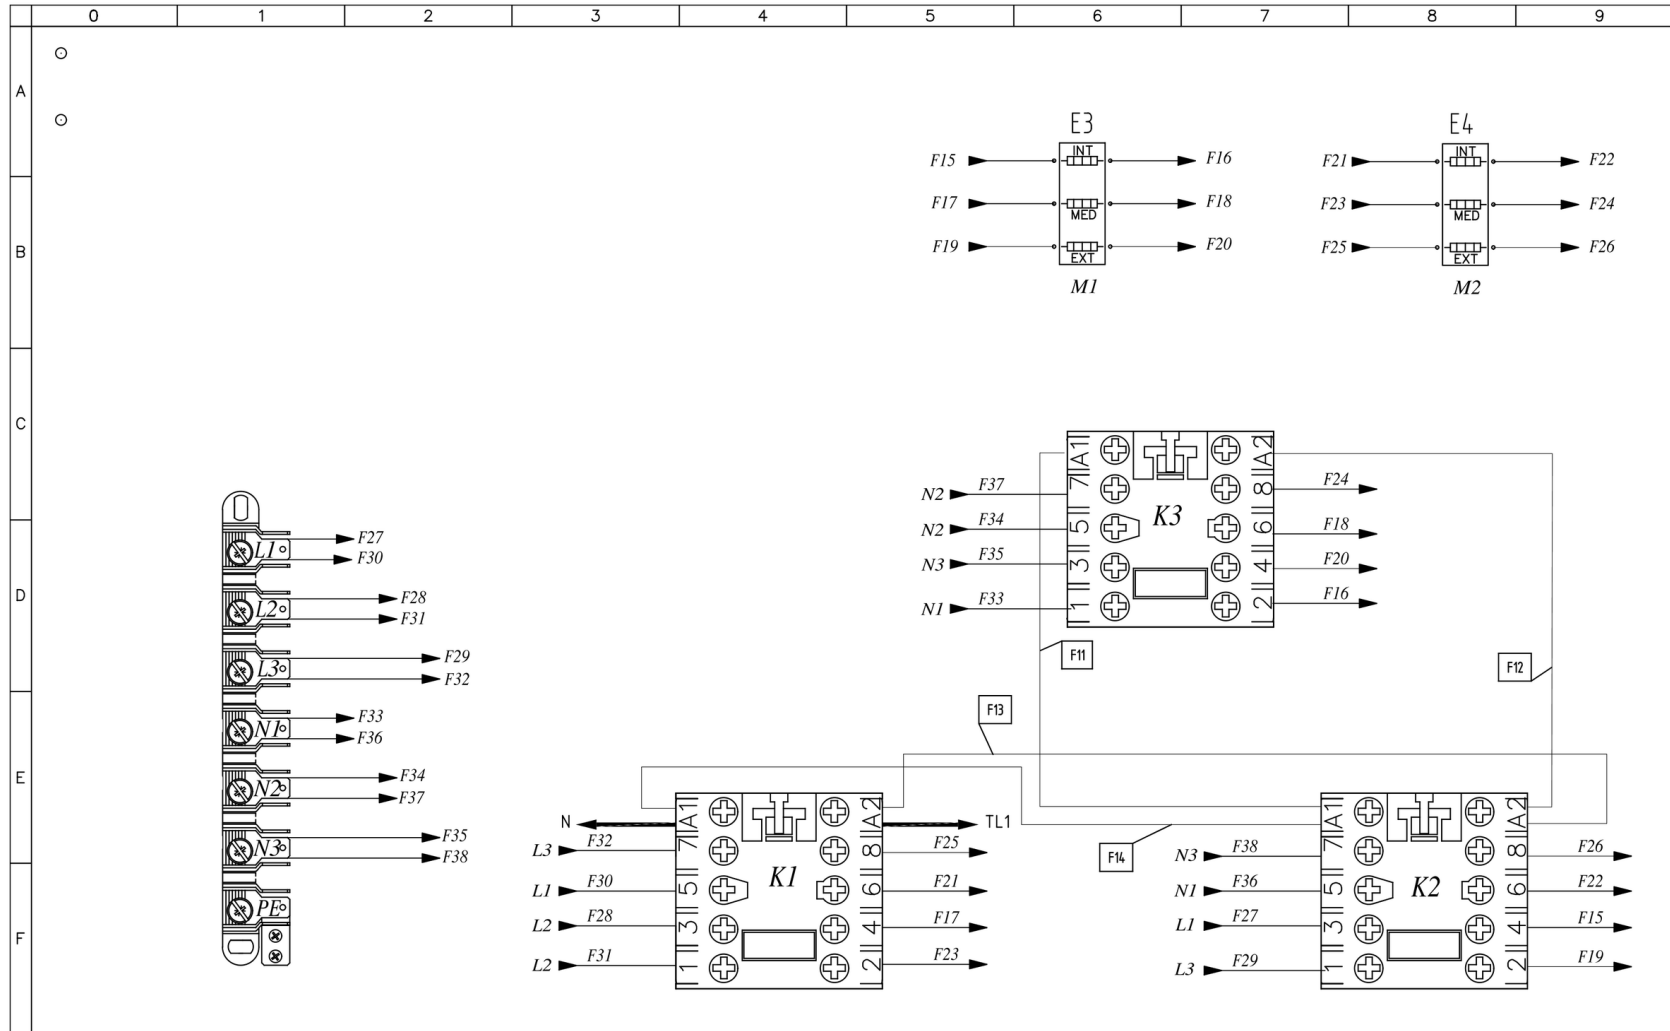 0 1 2 3 4 5 6 7 8 9
A
E3 E4
F15 INT F16 F21 INT F22
F17 MED F18 F23 MED F24
B
F19 EXT F20 F25 EXT F26
M1 M2
C
A1 A2
N2 F37 7 8 F24
K3
N2 F34 5 6 F18
N3 F35 3 4 F20
N1 F33 1 2 F16
L1 F27
F30
D
L2 F28
F31
L3 F29
F32
F11
F12
F13
N1 F33
F36
E
N2 F34
F37
N3 F35
F38
A1 A2
N TL1
L3 F32 7 8 F25
K1
L1 F30 5 6 F21
L2 F28 3 4 F17
L2 F31 1 2 F23
F14
A1 A2
N3 F38 7 8 F26
K2
N1 F36 5 6 F22
L1 F27 3 4 F15
L3 F29 1 2 F19
PE
F